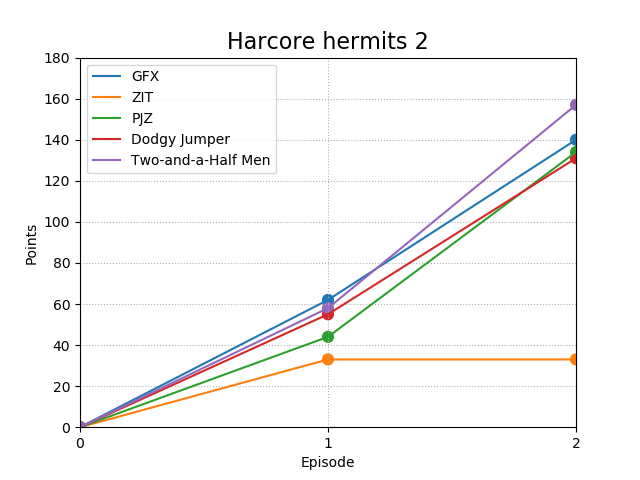 Harcore hermits 2
180
160
140
120
100
80
60
40
20
0
Points
GFX
ZIT
PJZ
Dodgy Jumper
Two-and-a-Half Men
0
1
2
Episode